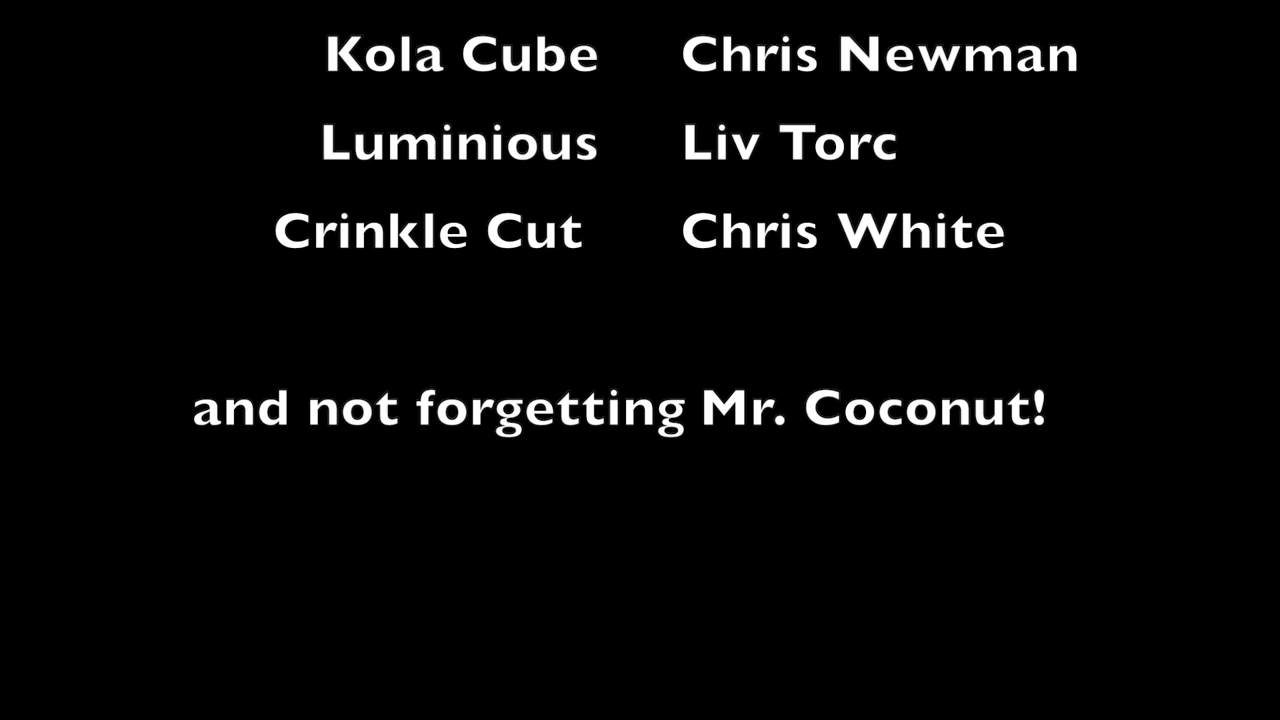 Kola Cube Chris Newman
Luminious Liv Torc
Crinkle Cut Chris White
and not forgetting Mr. Coconut!